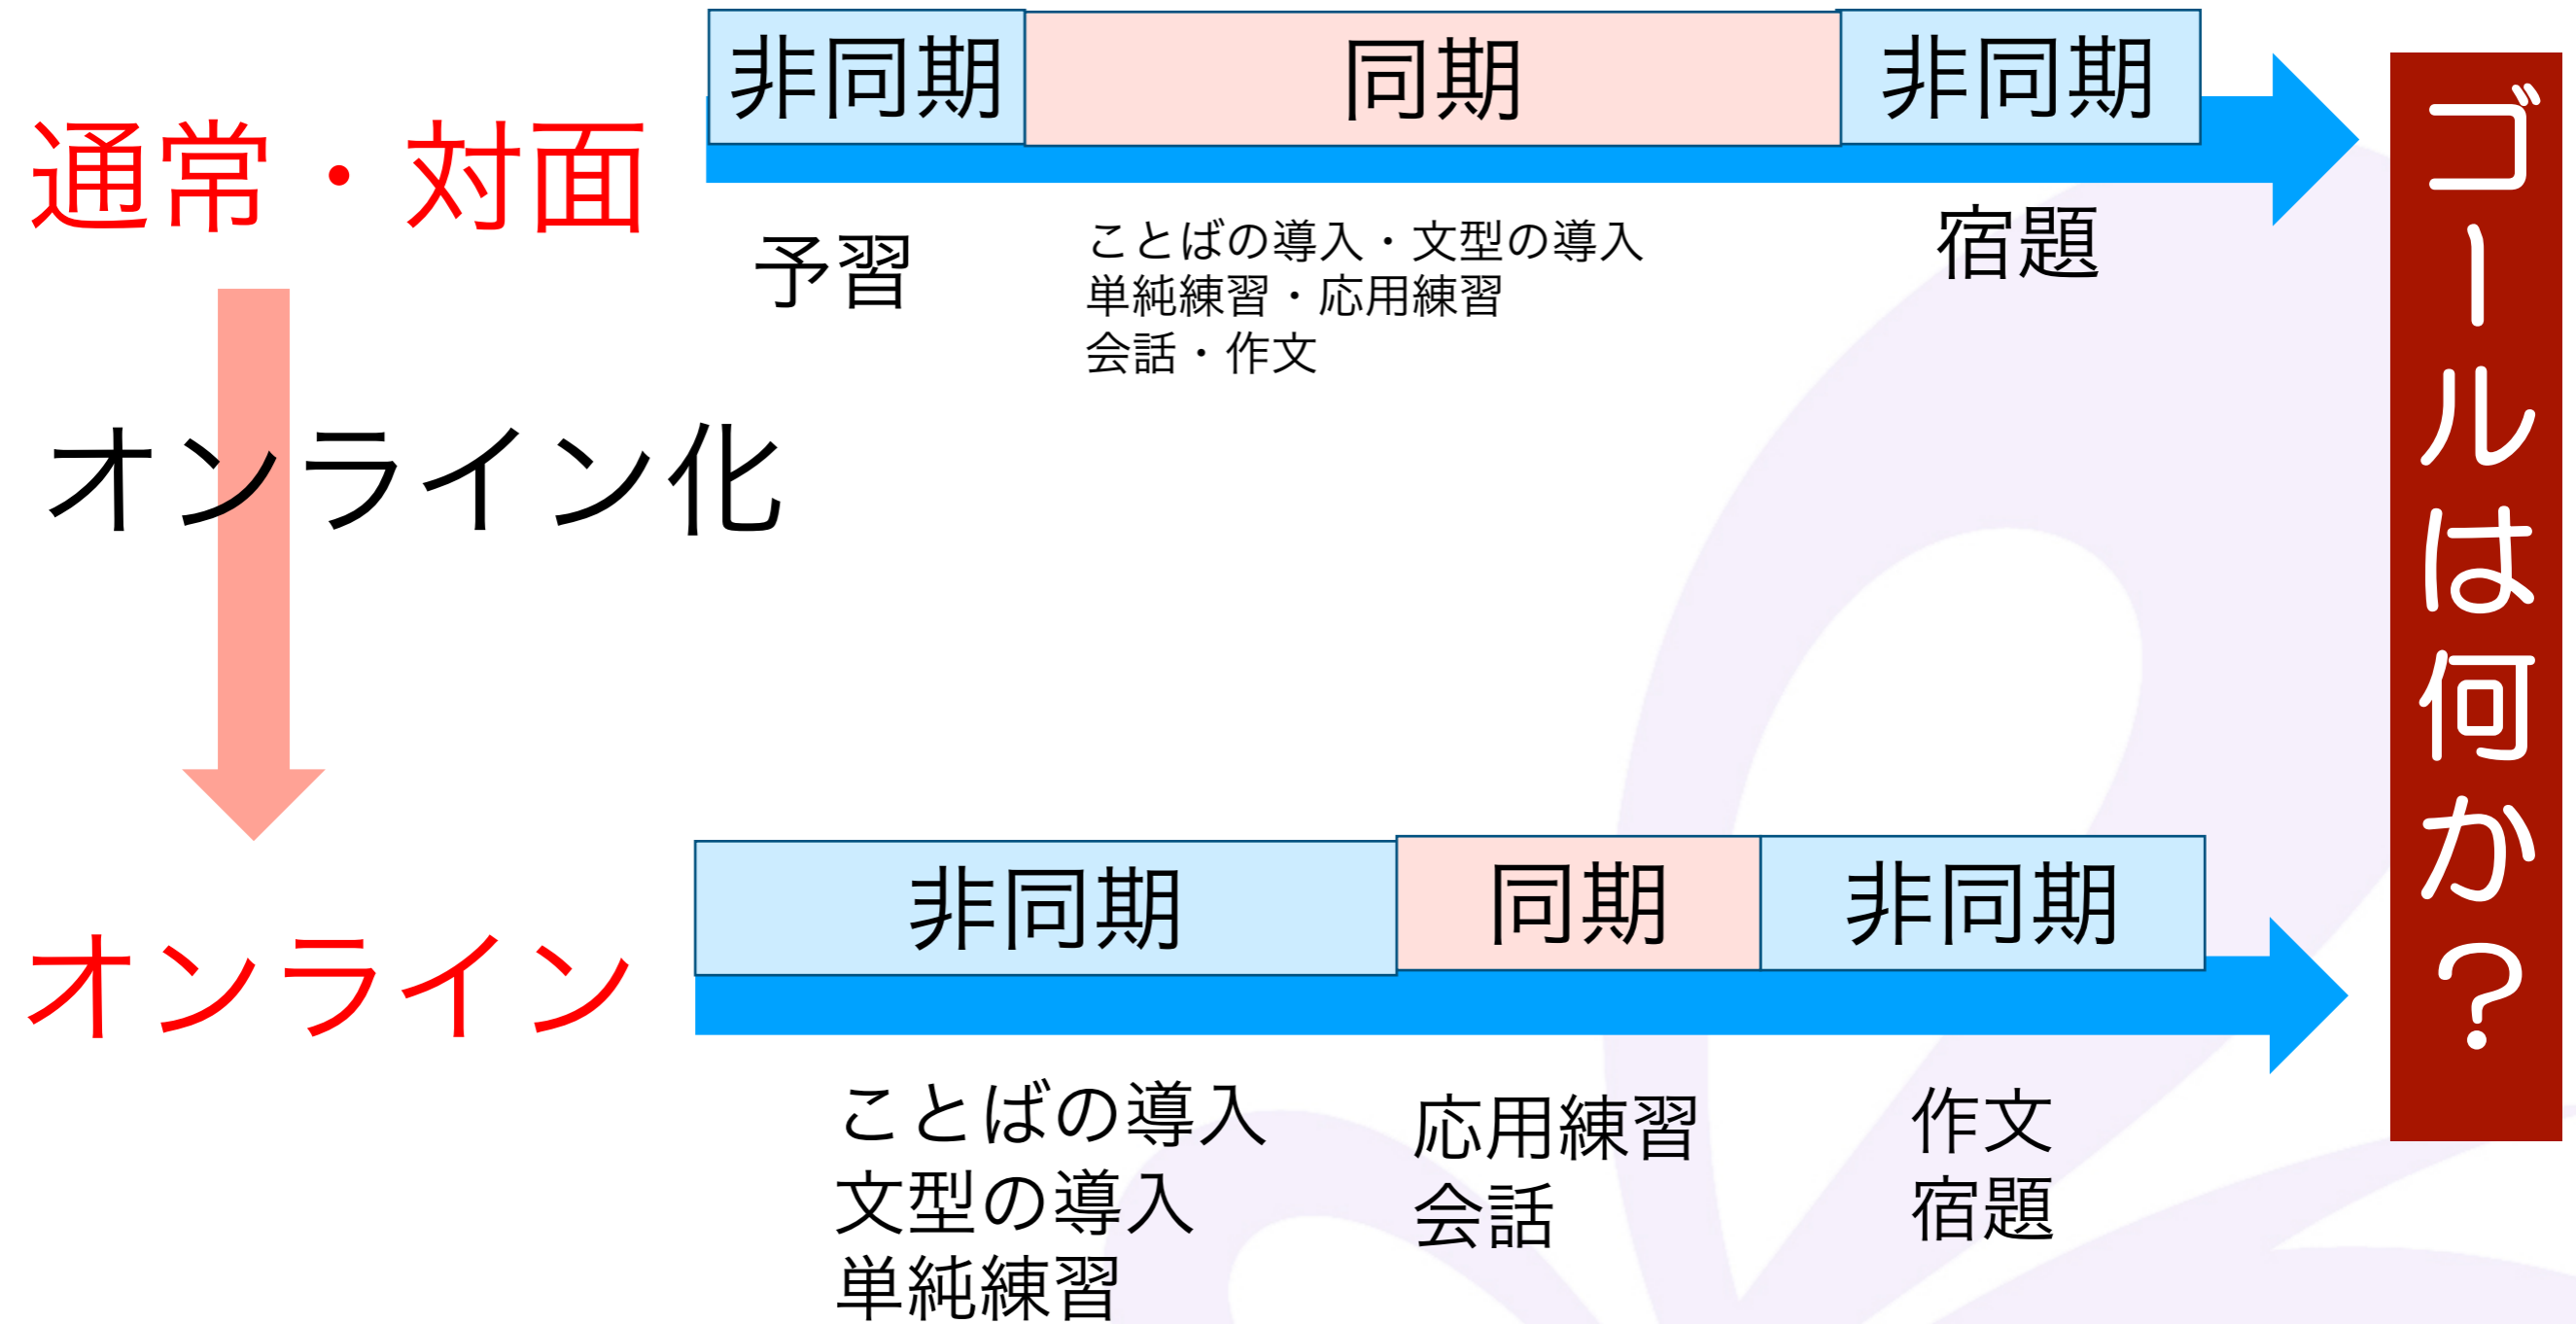 通常・対面
非同期
同期
非同期
予習
ことばの導入・文型の導入
単純練習・応用練習
会話・作文
宿題
オンライン化
オンライン
非同期
同期
非同期
ことばの導入
文型の導入
単純練習
応用練習
会話
作文
宿題
ゴールは何か？